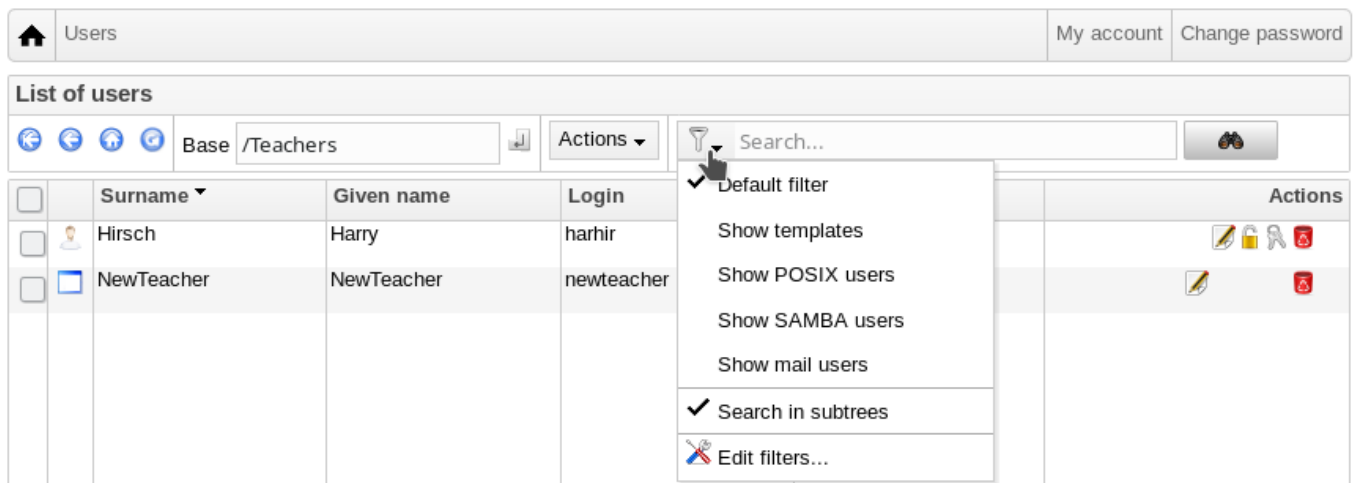 Users My account Change password
List of users
Base /Teachers Actions Search...
Surname Given name Login Actions
Default filter
Hirsch Harry harhir
Show templates
NewTeacher NewTeacher newteacher
Show POSIX users
Show SAMBA users
Show mail users
Search in subtrees
Edit filters...